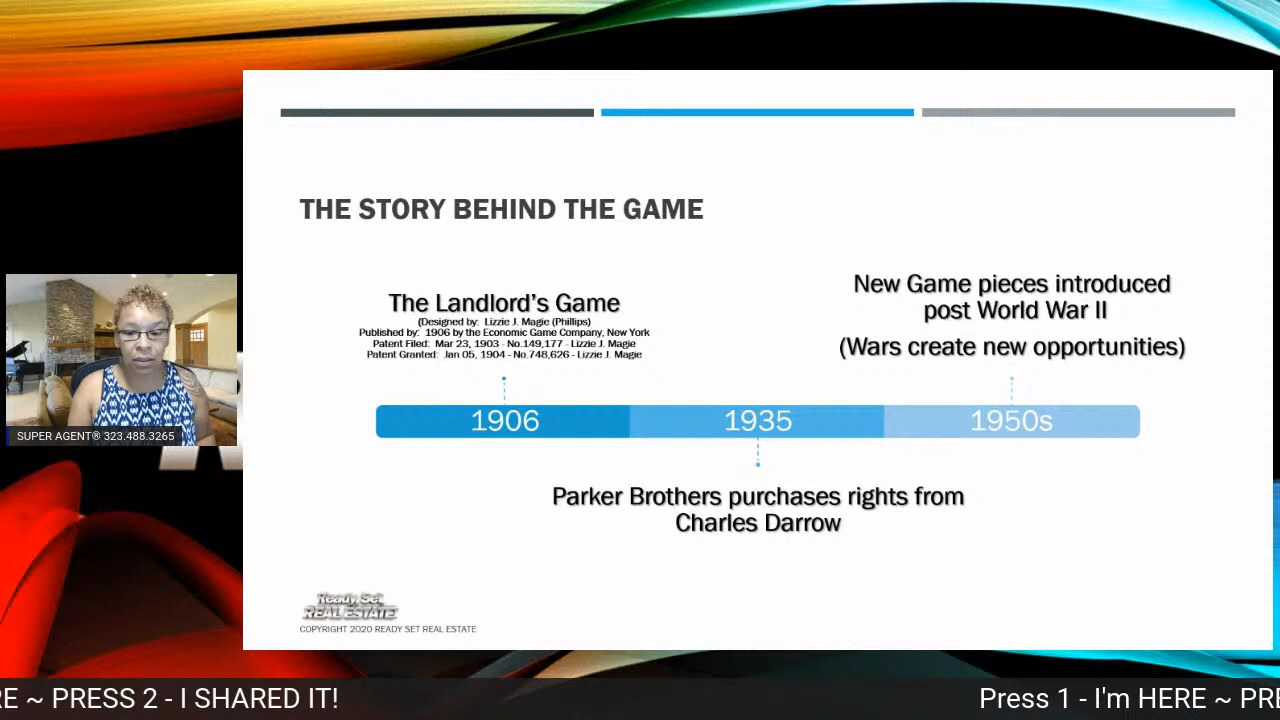 THE STORY BEHIND THE GAME
The Landlord's Game
(Designed by: Lizzie J. Magie (Phillips)
Published by: 1906 by the Economic Game Company, New York
Patent Filed: Mar 23, 1903 - No.149,177 - Lizzie J. Magie
Patent Granted: Jan 05, 1904 - No.748,626 - Lizzie J. Magie
New Game pieces introduced
post World War II
(Wars create new opportunities)
1906
1935
1950s
Parker Brothers purchases rights from
Charles Darrow
SUPER AGENT® 323.488.3265
Ready Set
REAL ESTATE
COPYRIGHT 2020 READY SET REAL ESTATE
RE ~ PRESS 2 - I SHARED IT!
Press 1 - I'm HERE ~ PRE